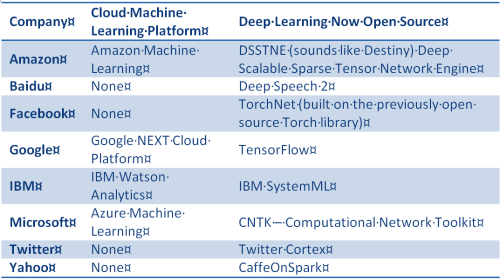 Company¤ Cloud·Machine· Deep·Learning·Now·Open·Source¤
Learning·Platform¤
Amazon¤ Amazon·Machine· DSSTNE·(sounds·like·Destiny)·Deep·
Learning¤ Scalable·Sparse·Tensor·Network·Engine¤
Baidu¤ None¤ Deep·Speech·2¤
Facebook¤ None¤ TorchNet·(built·on·the·previously·open·
source·Torch·library)¤
Google¤ Google·NEXT·Cloud· TensorFlow¤
Platform¤
IBM¤ IBM·Watson· IBM·SystemML¤
Analytics¤
Microsoft¤ Azure·Machine· CNTK—·Computational·Network·Toolkit¤
Learning¤
Twitter¤ None¤ Twitter·Cortex¤
Yahoo¤ None¤ CaffeOnSpark¤